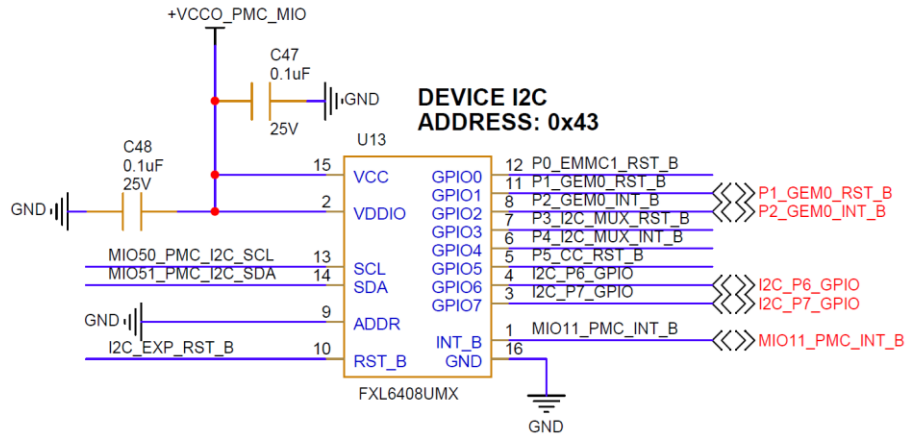 +VCCO_PMC_MIO
C47
0.1uF
GND
25V
DEVICE I2C
ADDRESS: 0x43
U13
C48
0.1uF
25V
GND
15 VCC
2 VDDIO
MIO50_PMC_I2C_SCL 13 SCL
MIO51_PMC_I2C_SDA 14 SDA
GND 9 ADDR
I2C_EXP_RST_B 10 RST_B
GPIO0 12 P0_EMMC1_RST_B
GPIO1 11 P1_GEM0_RST_B P1_GEM0_RST_B
GPIO2 8 P2_GEM0_INT_B P2_GEM0_INT_B
GPIO3 7 P3_I2C_MUX_RST_B
GPIO4 6 P4_I2C_MUX_INT_B
GPIO5 5 P5_CC_RST_B
GPIO6 4 I2C_P6_GPIO I2C_P6_GPIO
GPIO7 3 I2C_P7_GPIO I2C_P7_GPIO
INT_B 1 MIO11_PMC_INT_B MIO11_PMC_INT_B
GND 16
FXL6408UMX
GND